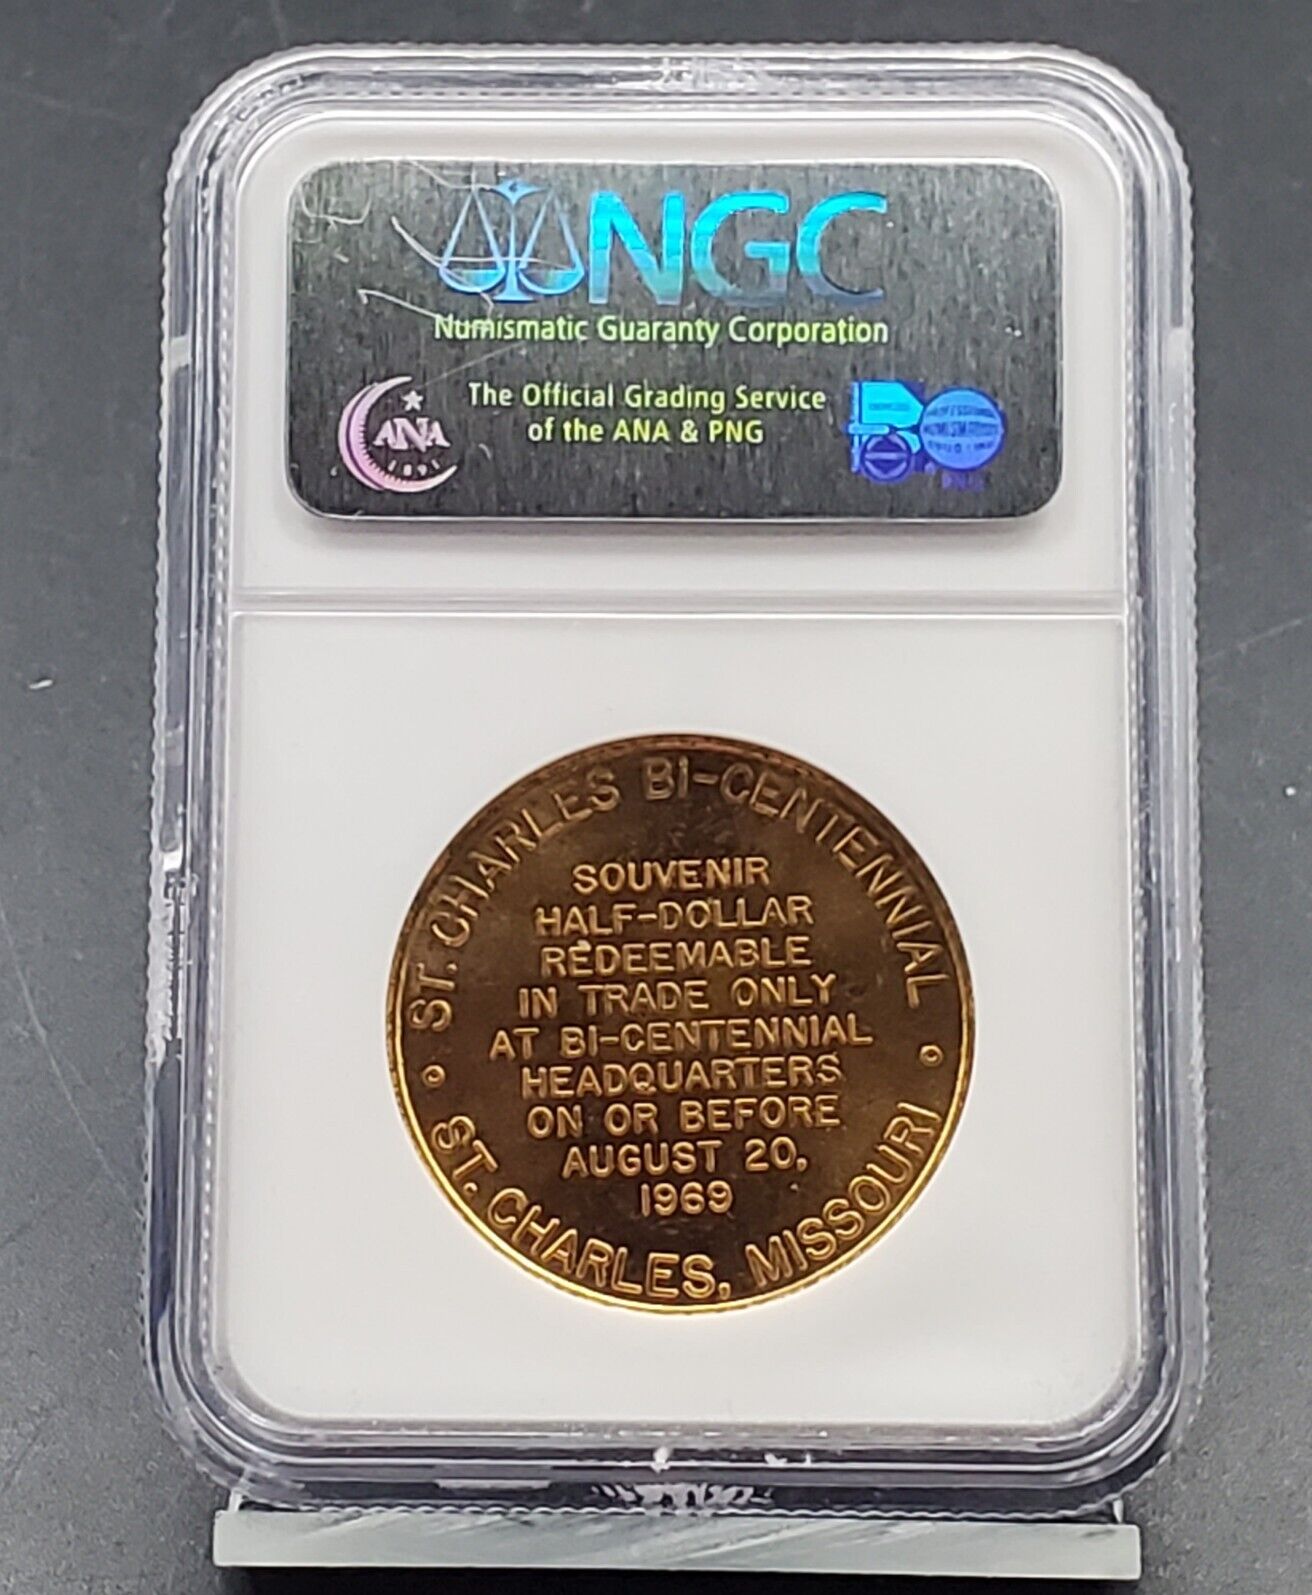 NGC
Numismatic Guaranty Corporation
The Official Grading Service
of the ANA & PNG
ANA
1891
ST. CHARLES BI-CENTENNIAL
SOUVENIR
HALF-DOLLAR
REDEEMABLE
IN TRADE ONLY
AT BI-CENTENNIAL
HEADQUARTERS
ON OR BEFORE
AUGUST 20,
1969
ST. CHARLES, MISSOURI